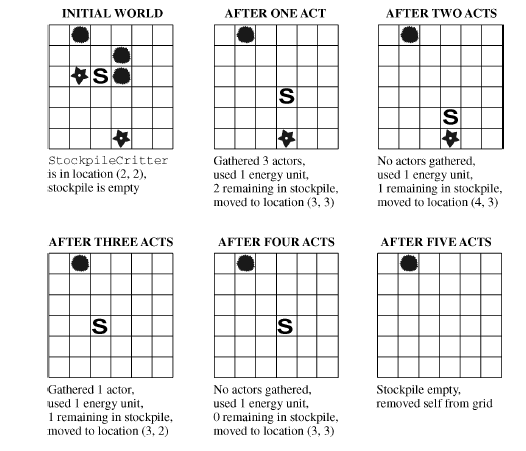 INITIAL WORLD
S
StockpileCritter
is in location (2, 2),
stockpile is empty
AFTER ONE ACT
S
Gathered 3 actors,
used 1 energy unit,
2 remaining in stockpile,
moved to location (3, 3)
AFTER TWO ACTS
S
No actors gathered,
used 1 energy unit,
1 remaining in stockpile,
moved to location (4, 3)
AFTER THREE ACTS
S
Gathered 1 actor,
used 1 energy unit,
1 remaining in stockpile,
moved to location (3, 2)
AFTER FOUR ACTS
S
No actors gathered,
used 1 energy unit,
0 remaining in stockpile,
moved to location (3, 3)
AFTER FIVE ACTS
Stockpile empty,
removed self from grid